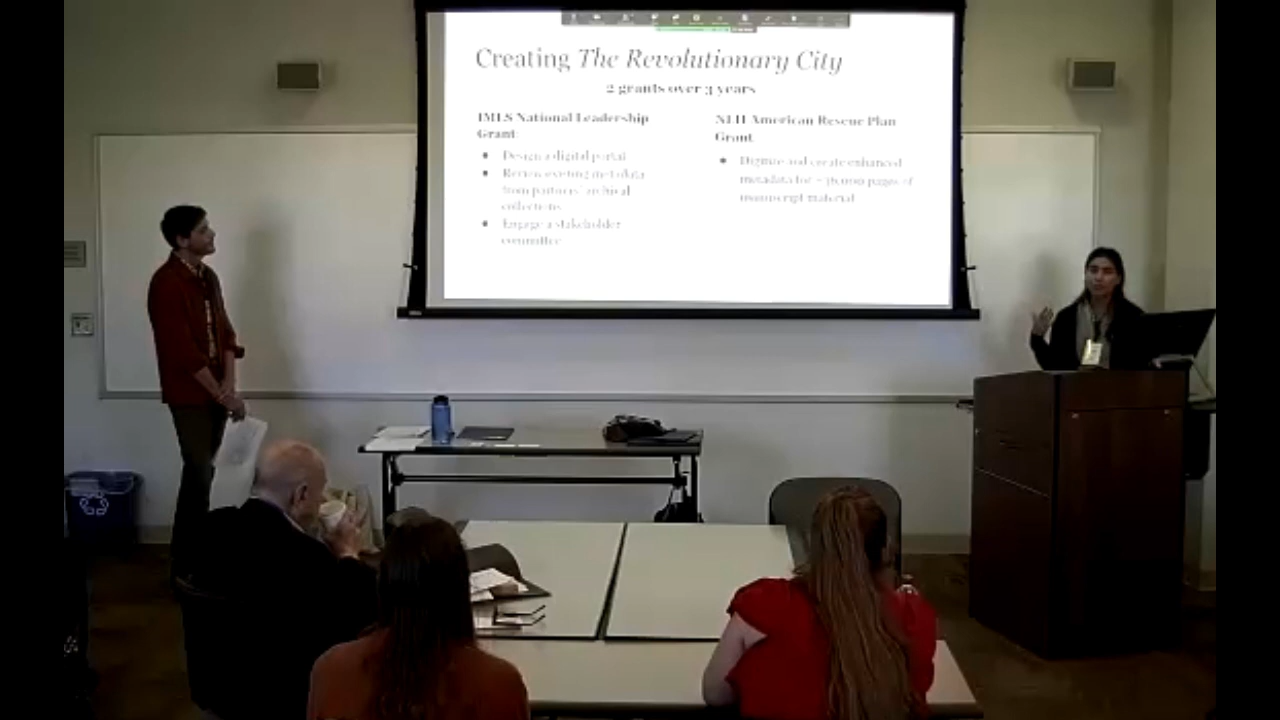 Creating The Revolutionary City
2 grants over 3 years
IMLS National Leadership
Grant:
● Design a digital portal
● Review existing metadata
from partners' archival
collections
● Engage a stakeholder
committee
NEH American Rescue Plan
Grant
● Digitize and create enhanced
metadata for pages of
manuscript material